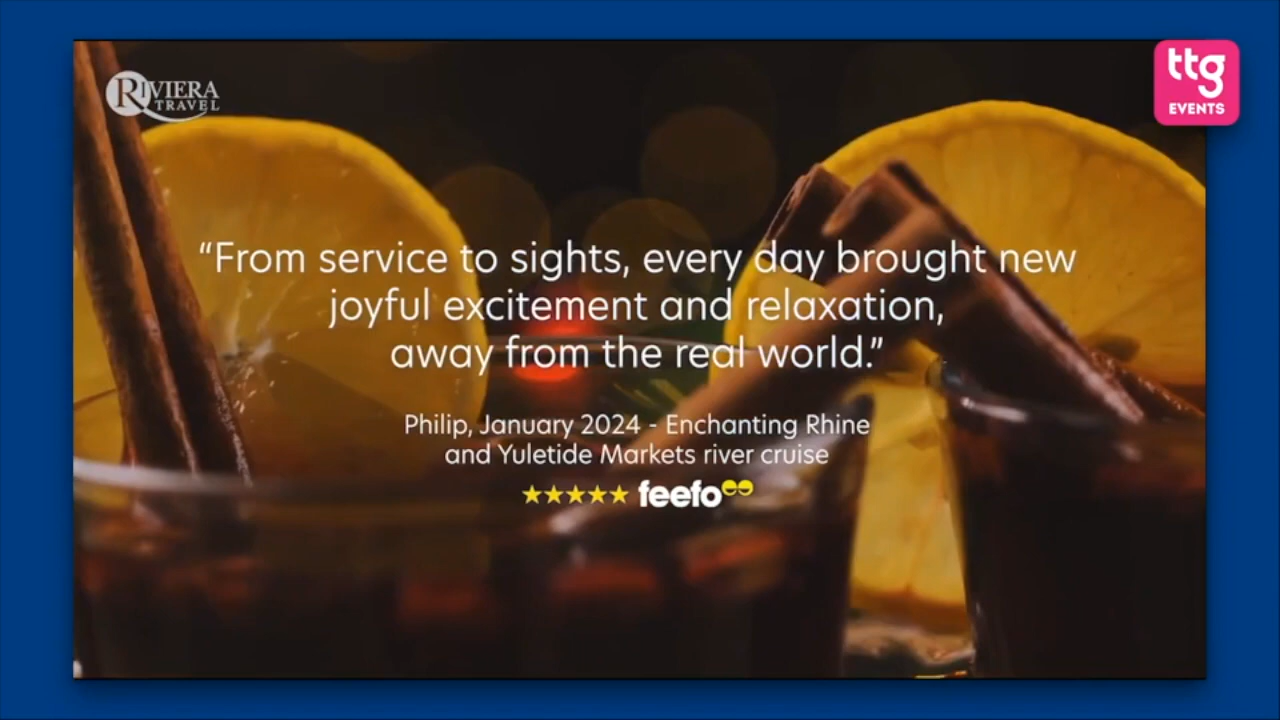 RIVIERA
TRAVEL
ttg
EVENTS
“From service to sights, every day brought new
joyful excitement and relaxation,
away from the real world.”
Philip, January 2024 - Enchanting Rhine
and Yuletide Markets river cruise
feefo